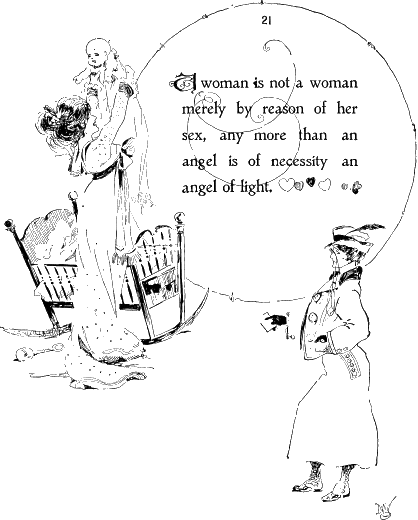 21
A woman is not a woman
merely by reason of her
sex, any more than an
angel is of necessity an
angel of light.